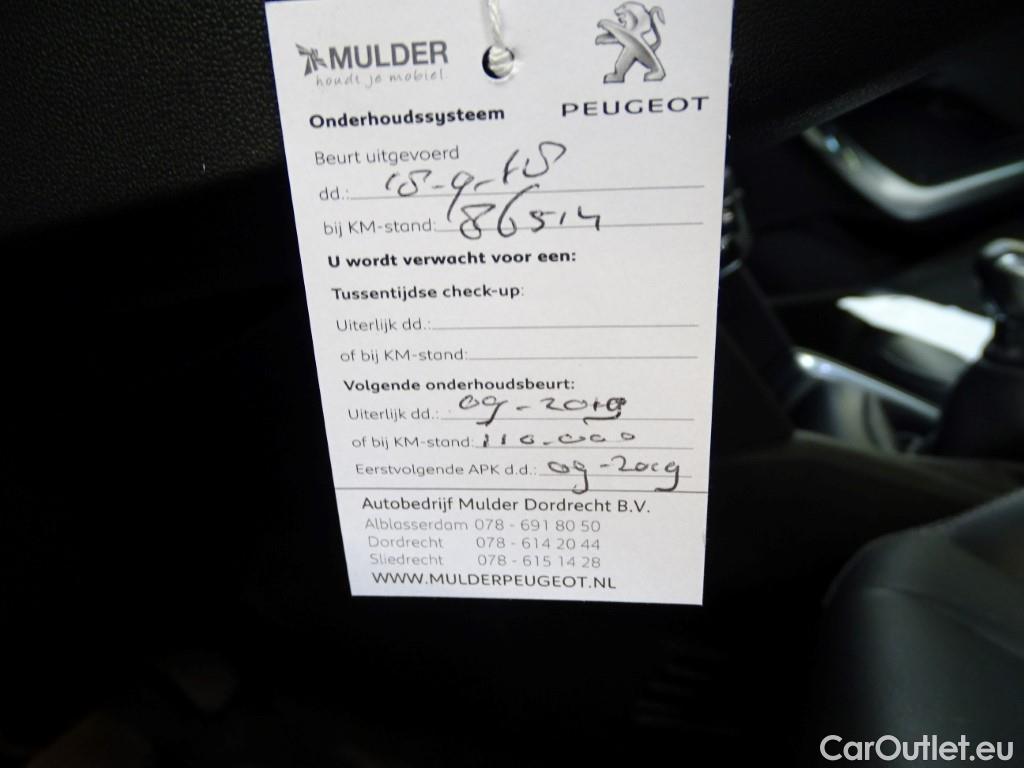 MULDER
houdt je mobiel
PEUGEOT
Onderhoudssysteem
Beurt uitgevoerd
dd.: 18-9-18
bij KM-stand: 86514
U wordt verwacht voor een:
Tussentijdse check-up:
Uiterlijk dd.:
of bij KM-stand:
Volgende onderhoudsbeurt:
Uiterlijk dd.: 09-2019
of bij KM-stand: 110.000
Eerstvolgende APK d.d.: 09-2019
Autobedrijf Mulder Dordrecht B.V.
Alblasserdam 078 - 691 80 50
Dordrecht 078 - 614 20 44
Sliedrecht 078 - 615 14 28
WWW.MULDERPEUGEOT.NL
CarOutlet.eu